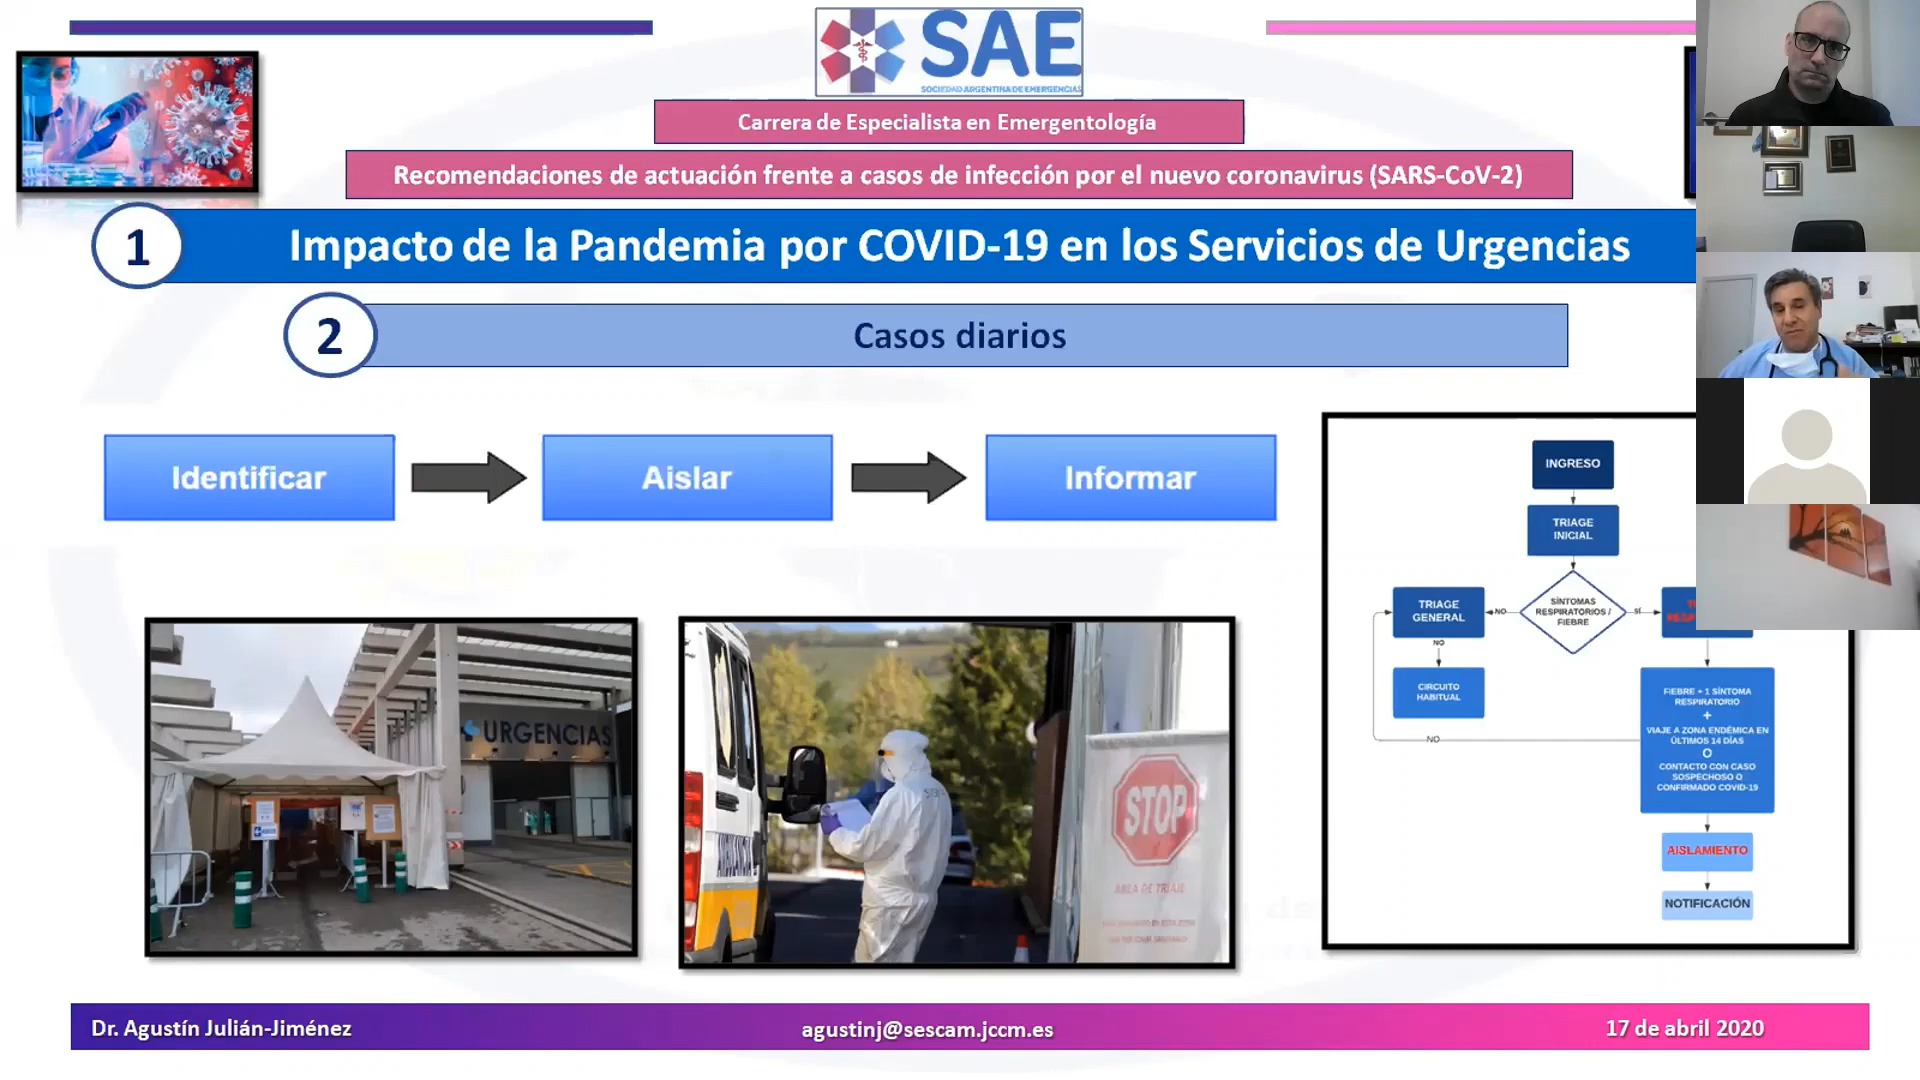 SAE
SOCIEDAD ARGENTINA DE EMERGENCIAS
Carrera de Especialista en Emergentología
Recomendaciones de actuación frente a casos de infección por el nuevo coronavirus (SARS-CoV-2)
1
Impacto de la Pandemia por COVID-19 en los Servicios de Urgencias
2
Casos diarios
Identificar
Aislar
Informar
INGRESO
TRIAGE
INICIAL
SÍNTOMAS
RESPIRATORIOS /
FIEBRE
NO
SÍ
TRIAGE
GENERAL
NO
CIRCUITO
HABITUAL
FIEBRE + 1 SÍNTOMA
RESPIRATORIO
+
VIAJE A ZONA ENDÉMICA EN
ÚLTIMOS 14 DÍAS
O
CONTACTO CON CASO
SOSPECHOSO O
CONFIRMADO COVID-19
NO
AISLAMIENTO
NOTIFICACIÓN
URGENCIAS
AMBULANCIA
STOP
ÁREA DE TRIAJE
Dr. Agustín Julián-Jiménez
agustinj@sescam.jccm.es
17 de abril 2020